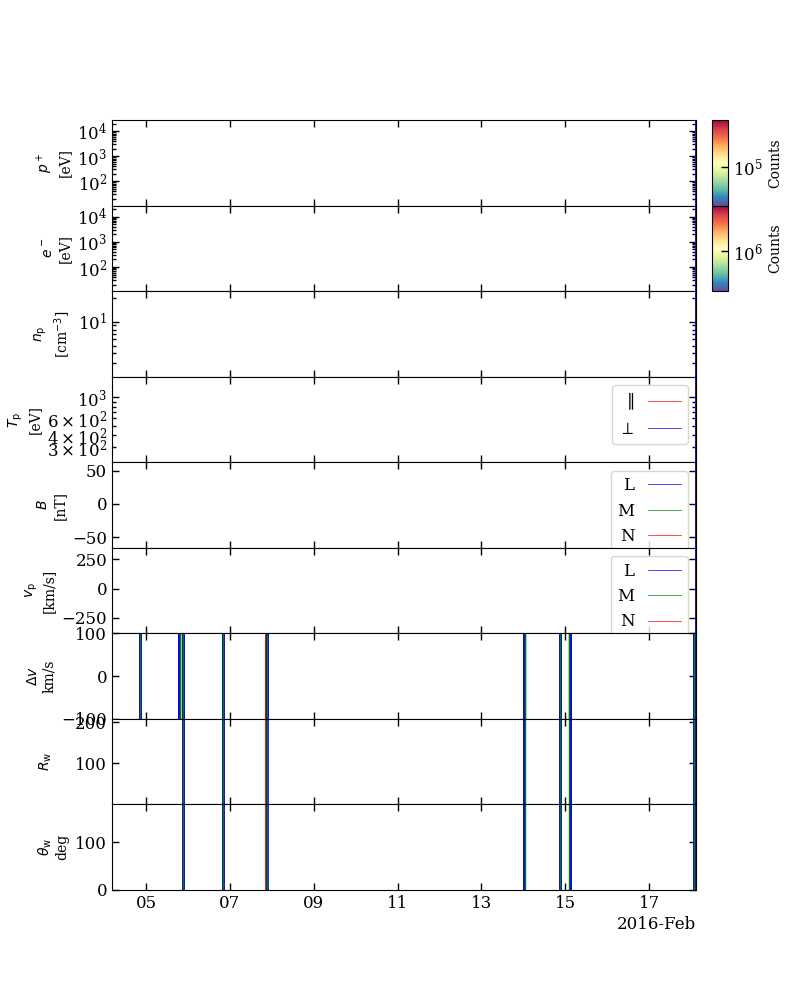 p+
[eV]
10^4
10^3
10^2
10^5
Counts
e−
[eV]
10^4
10^3
10^2
10^6
Counts
n_p
[cm^−3]
10^1
T_p
[eV]
10^3
6 × 10^2
4 × 10^2
3 × 10^2
∥
⊥
B
[nT]
50
0
−50
L
M
N
v_p
[km/s]
250
0
−250
L
M
N
Δv
km/s
100
0
−100
R_w
200
100
θ_w
deg
100
0
05 07 09 11 13 15 17
2016-Feb